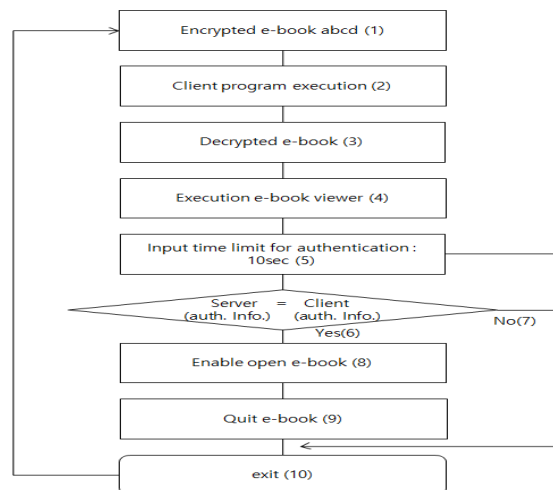 Encrypted e-book abcd (1)
Client program execution (2)
Decrypted e-book (3)
Execution e-book viewer (4)
Input time limit for authentication :
10sec (5)
Server = Client
(auth. Info.) (auth. Info.)
No(7)
Yes(6)
Enable open e-book (8)
Quit e-book (9)
exit (10)